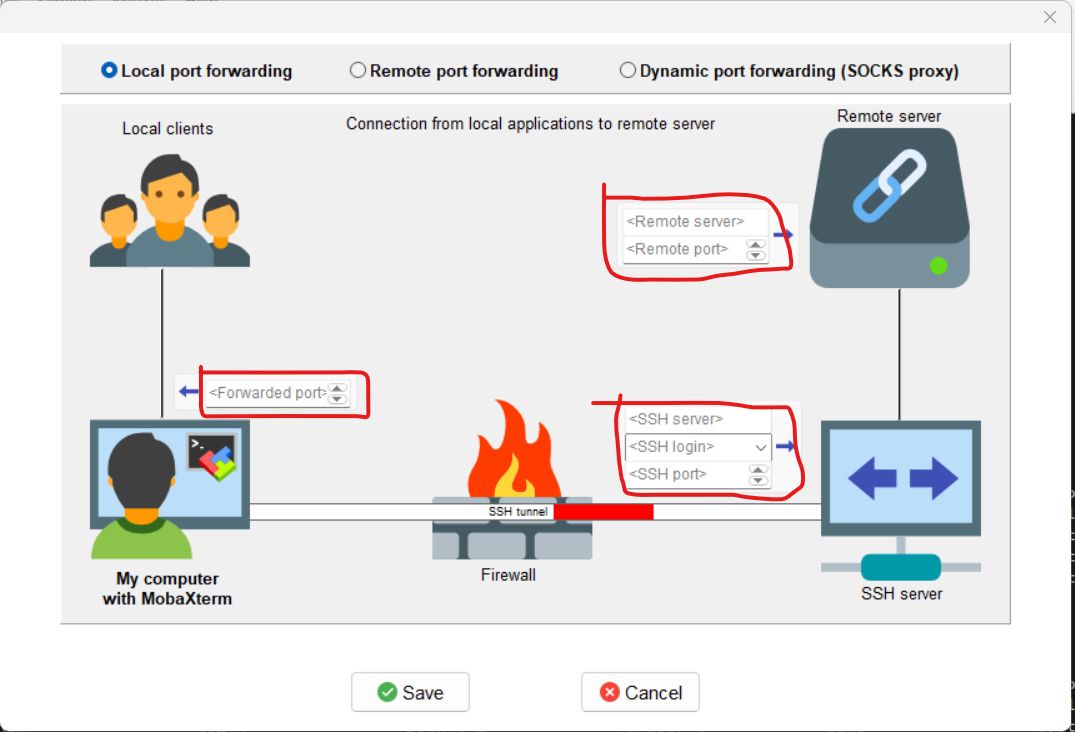 Local port forwarding
Remote port forwarding
Dynamic port forwarding (SOCKS proxy)
Local clients
Connection from local applications to remote server
Remote server
<Remote server>
<Remote port>
<Forwarded port>
<SSH server>
<SSH login>
<SSH port>
SSH tunnel
Firewall
My computer
with MobaXterm
SSH server
Save
Cancel